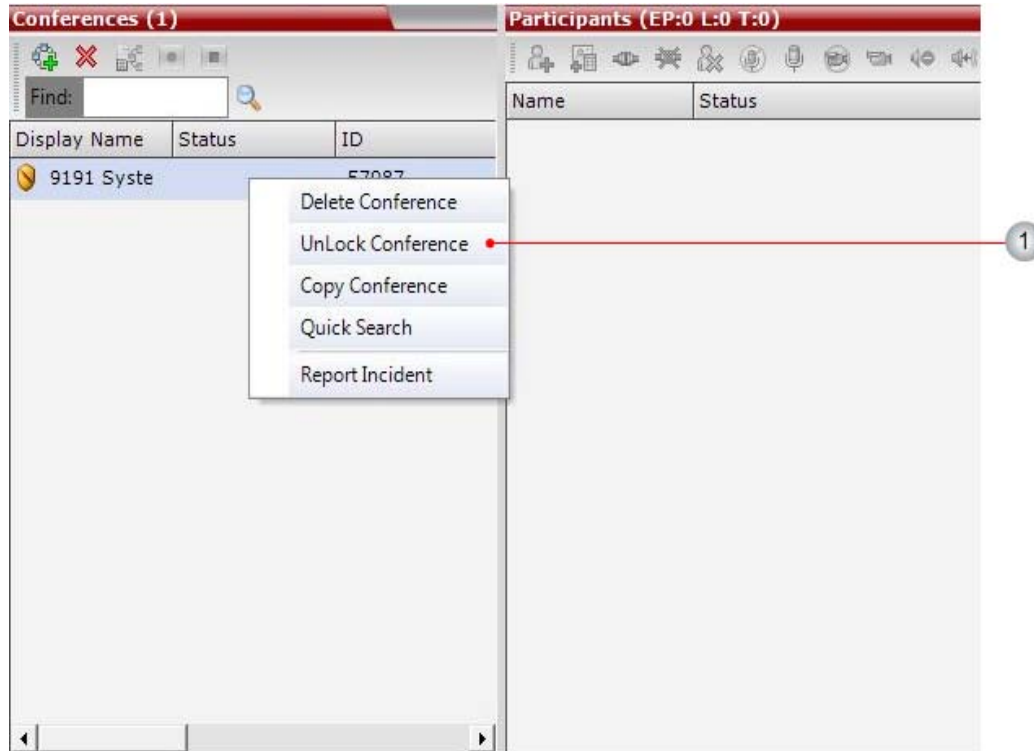 Conferences (1)
Find:
Display Name Status ID
9191 Syste
Delete Conference
UnLock Conference
Copy Conference
Quick Search
Report Incident
Participants (EP:0 L:0 T:0)
Name Status
1